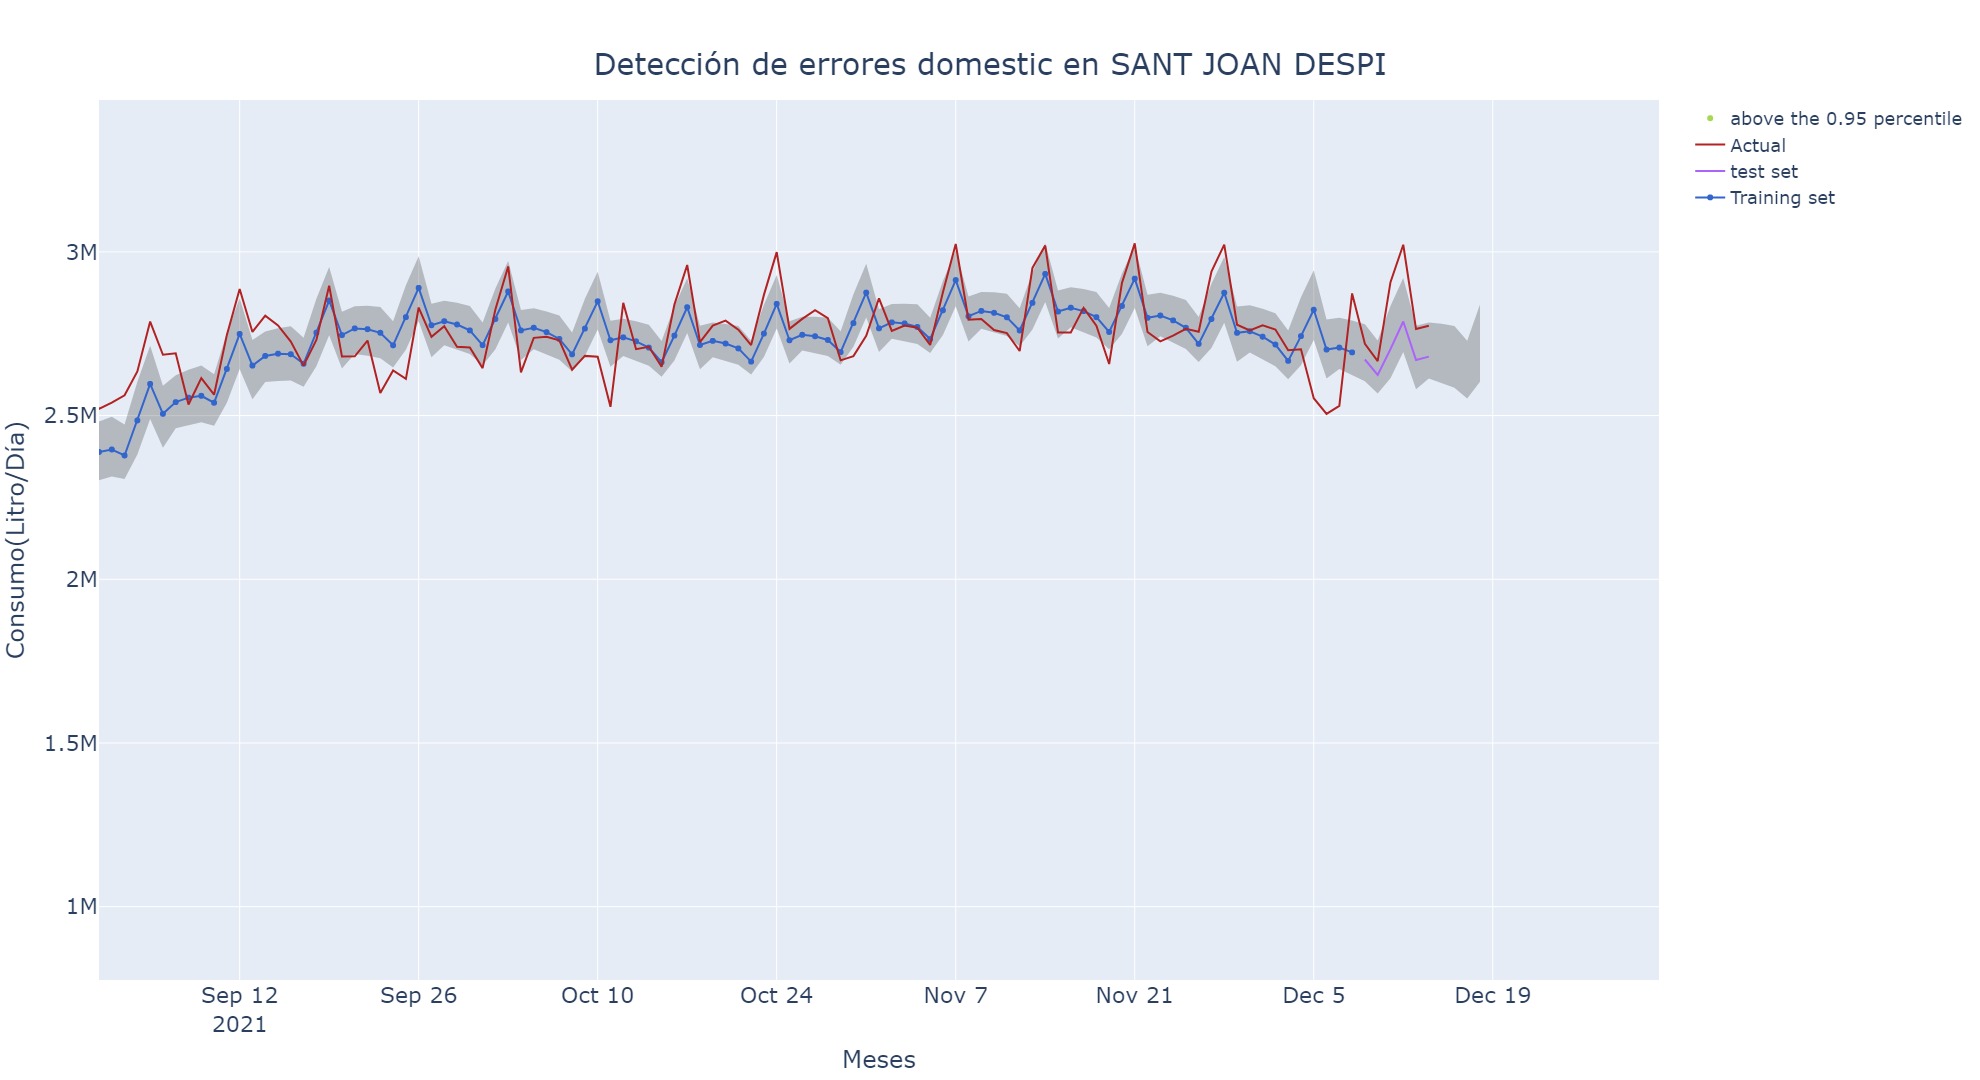 Detección de errores domestic en SANT JOAN DESPI
above the 0.95 percentile
Actual
test set
Training set
Consumo(Litro/Día)
3M
2.5M
2M
1.5M
1M
Sep 12
2021
Sep 26
Oct 10
Oct 24
Nov 7
Nov 21
Dec 5
Dec 19
Meses